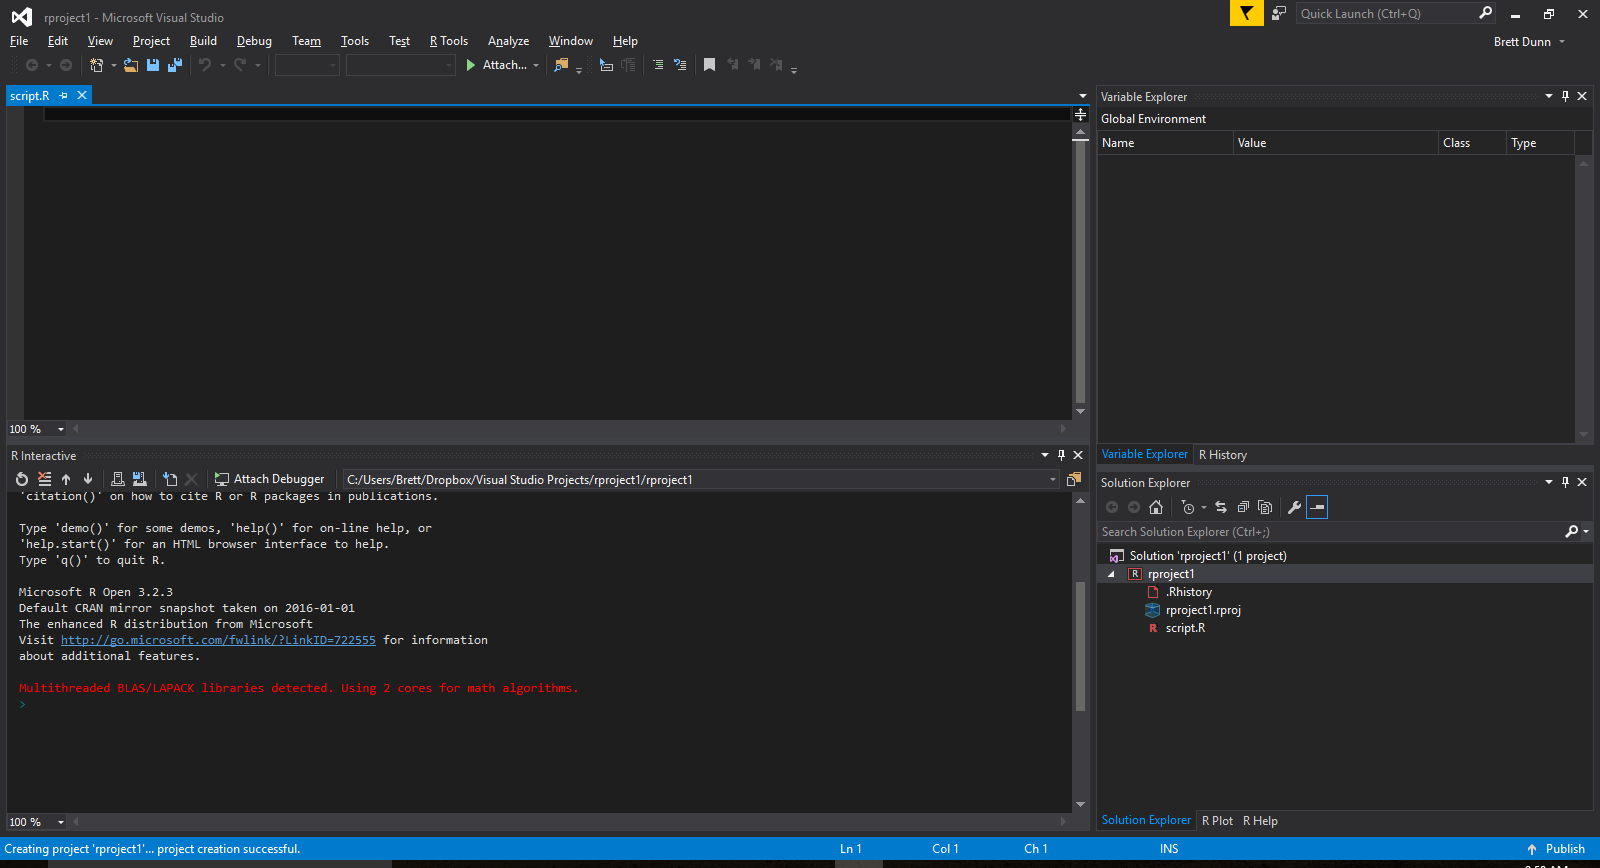 rproject1 - Microsoft Visual Studio
Quick Launch (Ctrl+Q)
File Edit View Project Build Debug Team Tools Test R Tools Analyze Window Help
Brett Dunn
Attach...
script.R
100 %
R Interactive
Attach Debugger
C:/Users/Brett/Dropbox/Visual Studio Projects/rproject1/rproject1
'citation()' on how to cite R or R packages in publications.
Type 'demo()' for some demos, 'help()' for on-line help, or
'help.start()' for an HTML browser interface to help.
Type 'q()' to quit R.
Microsoft R Open 3.2.3
Default CRAN mirror snapshot taken on 2016-01-01
The enhanced R distribution from Microsoft
Visit http://go.microsoft.com/fwlink/?LinkID=722555 for information
about additional features.
Multithreaded BLAS/LAPACK libraries detected. Using 2 cores for math algorithms.
>
100 %
Variable Explorer
Global Environment
Name Value Class Type
Variable Explorer R History
Solution Explorer
Search Solution Explorer (Ctrl+;)
Solution 'rproject1' (1 project)
R rproject1
.Rhistory
rproject1.rproj
R script.R
Solution Explorer R Plot R Help
Creating project 'rproject1'... project creation successful. Ln 1 Col 1 Ch 1 INS Publish